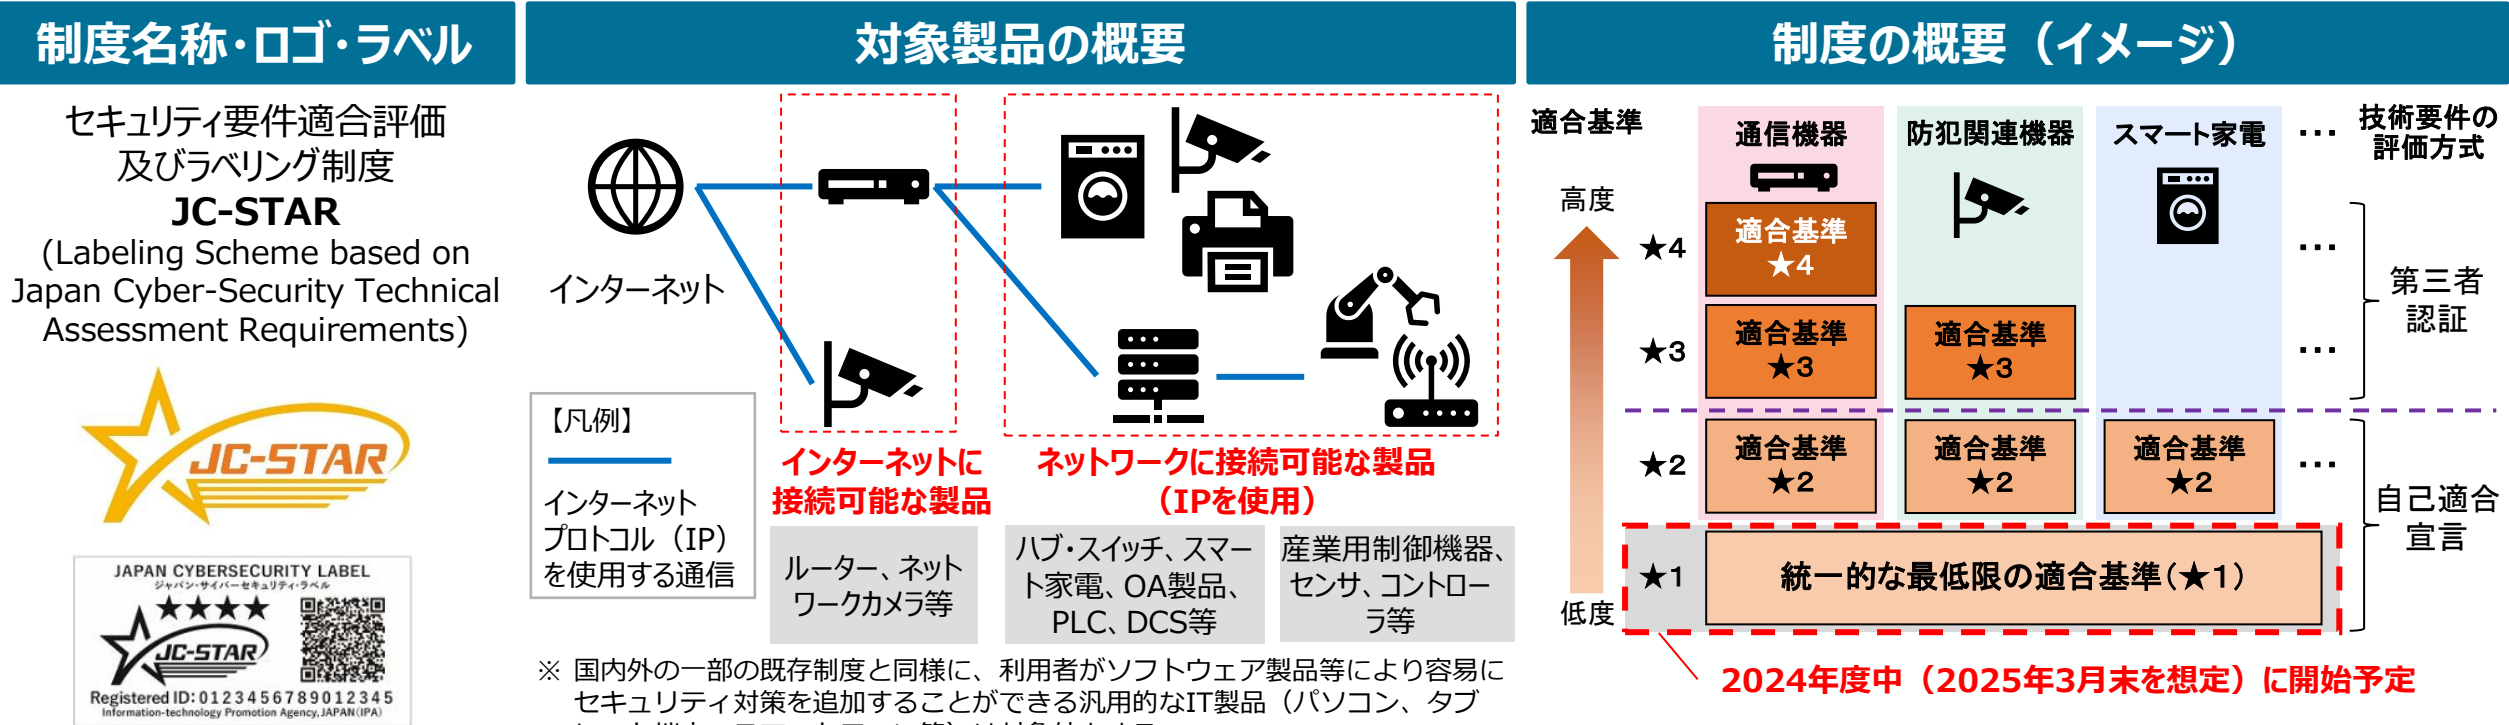 制度名称・ロゴ・ラベル
セキュリティ要件適合評価
及びラベリング制度
JC-STAR
(Labeling Scheme based on
Japan Cyber-Security Technical
Assessment Requirements)
JC-STAR
JAPAN CYBERSECURITY LABEL
ジャパン・サイバーセキュリティ・ラベル
★★★★
JC-STAR
Registered ID:0123456789012345
Information-technology Promotion Agency,JAPAN(IPA)
対象製品の概要
インターネット
【凡例】
インターネット
プロトコル（IP）
を使用する通信
インターネットに
接続可能な製品
ネットワークに接続可能な製品
（IPを使用）
ルーター、ネット
ワークカメラ等
ハブ・スイッチ、スマー
ト家電、OA製品、
PLC、DCS等
産業用制御機器、
センサ、コントロー
ラ等
※ 国内外の一部の既存制度と同様に、利用者がソフトウェア製品等により容易に
セキュリティ対策を追加することができる汎用的なIT製品（パソコン、タブ
制度の概要（イメージ）
適合基準
通信機器
防犯関連機器
スマート家電
…
技術要件の
評価方式
高度
★4
適合基準
★4
…
第三者
認証
★3
適合基準
★3
適合基準
★3
…
★2
適合基準
★2
適合基準
★2
適合基準
★2
…
自己適合
宣言
★1
統一的な最低限の適合基準(★1)
低度
2024年度中（2025年3月末を想定）に開始予定